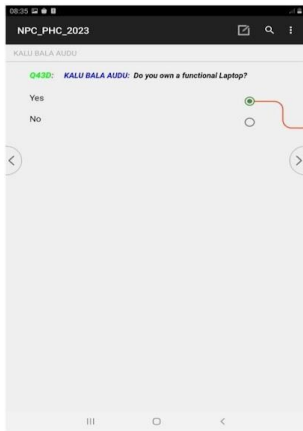 08:35
NPC_PHC_2023
KALU BALA AUDU
Q43D: KALU BALA AUDU: Do you own a functional Laptop?
Yes
No